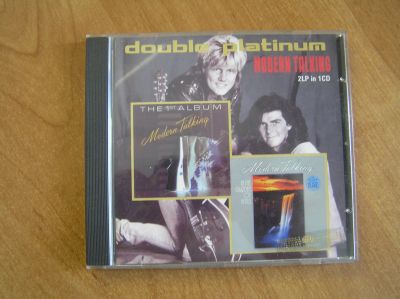 double platinum
MODERN TALKING
2LP in 1CD
THE 1st ALBUM
Modern Talking
Modern Talking